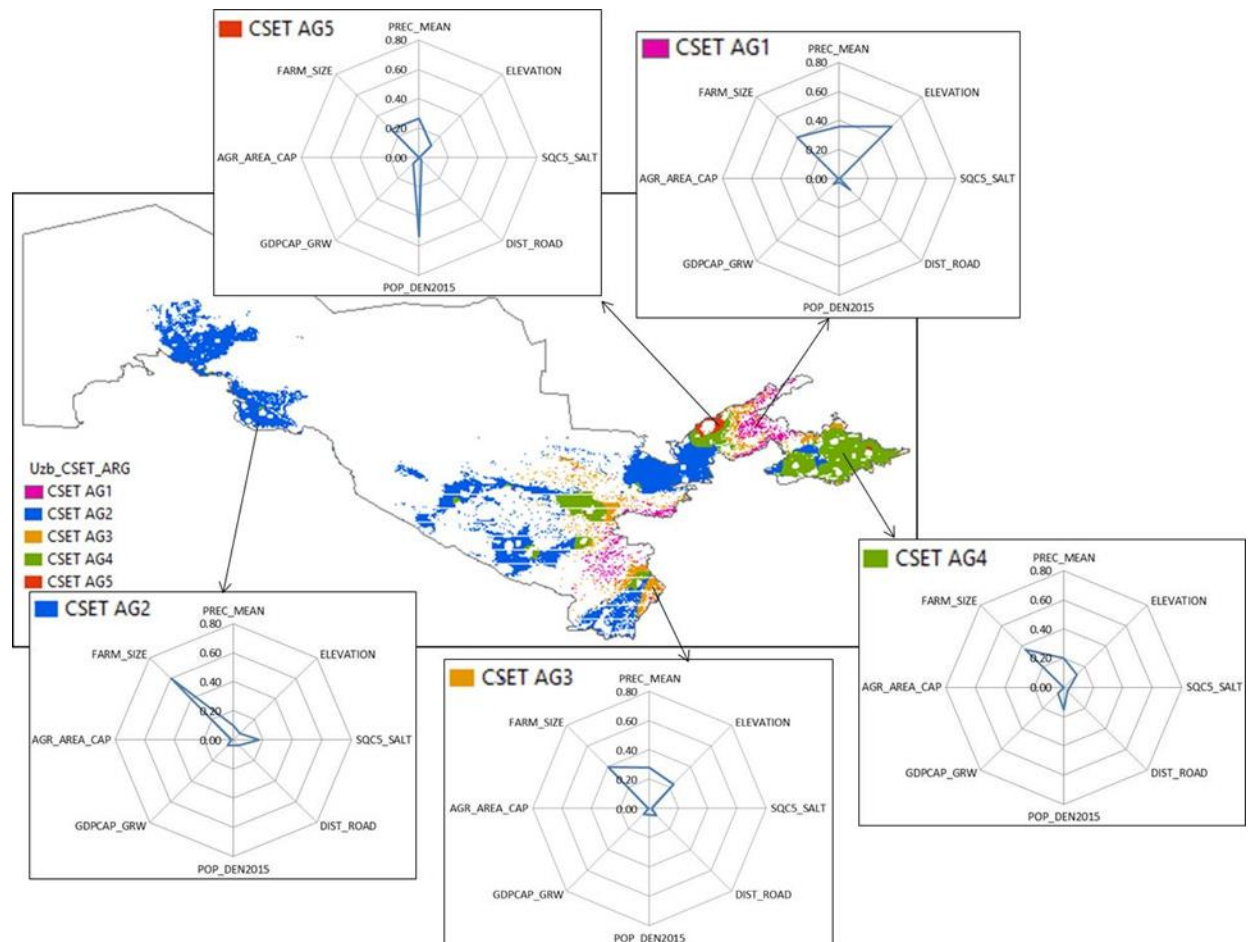 CSET AG5
PREC_MEAN
0.80
FARM_SIZE
ELEVATION
0.60
0.40
0.20
AGR_AREA_CAP
0.00
SQC5_SALT
GDPCAP_GRW
DIST_ROAD
POP_DEN2015
CSET AG1
PREC_MEAN
0.80
FARM_SIZE
ELEVATION
0.60
0.40
0.20
AGR_AREA_CAP
0.00
SQC5_SALT
GDPCAP_GRW
DIST_ROAD
POP_DEN2015
Uzb_CSET_ARG
CSET AG1
CSET AG2
CSET AG3
CSET AG4
CSET AG5
CSET AG2
PREC_MEAN
0.80
FARM_SIZE
ELEVATION
0.60
0.40
0.20
AGR_AREA_CAP
0.00
SQC5_SALT
GDPCAP_GRW
DIST_ROAD
POP_DEN2015
CSET AG3
PREC_MEAN
0.80
FARM_SIZE
ELEVATION
0.60
0.40
0.20
AGR_AREA_CAP
0.00
SQC5_SALT
GDPCAP_GRW
DIST_ROAD
POP_DEN2015
CSET AG4
PREC_MEAN
0.80
FARM_SIZE
ELEVATION
0.60
0.40
0.20
AGR_AREA_CAP
0.00
SQC5_SALT
GDPCAP_GRW
DIST_ROAD
POP_DEN2015